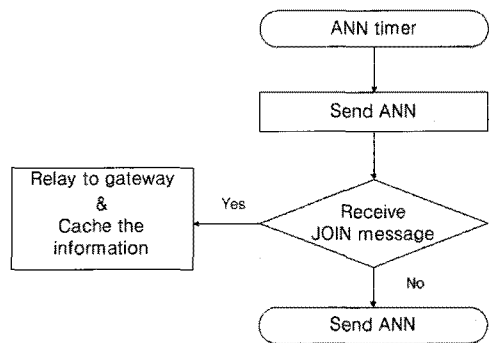 ANN timer
Send ANN
Relay to gateway
&
Cache the
information
Yes
Receive
JOIN message
No
Send ANN